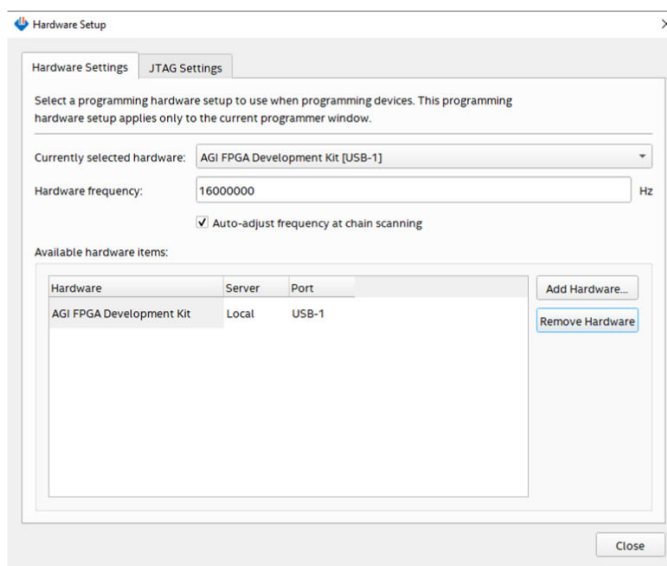 Hardware Setup
Hardware Settings
JTAG Settings
Select a programming hardware setup to use when programming devices. This programming
hardware setup applies only to the current programmer window.
Currently selected hardware:
AGI FPGA Development Kit [USB-1]
Hardware frequency:
16000000
Hz
Auto-adjust frequency at chain scanning
Available hardware items:
Hardware
Server
Port
Add Hardware...
AGI FPGA Development Kit
Local
USB-1
Remove Hardware
Close